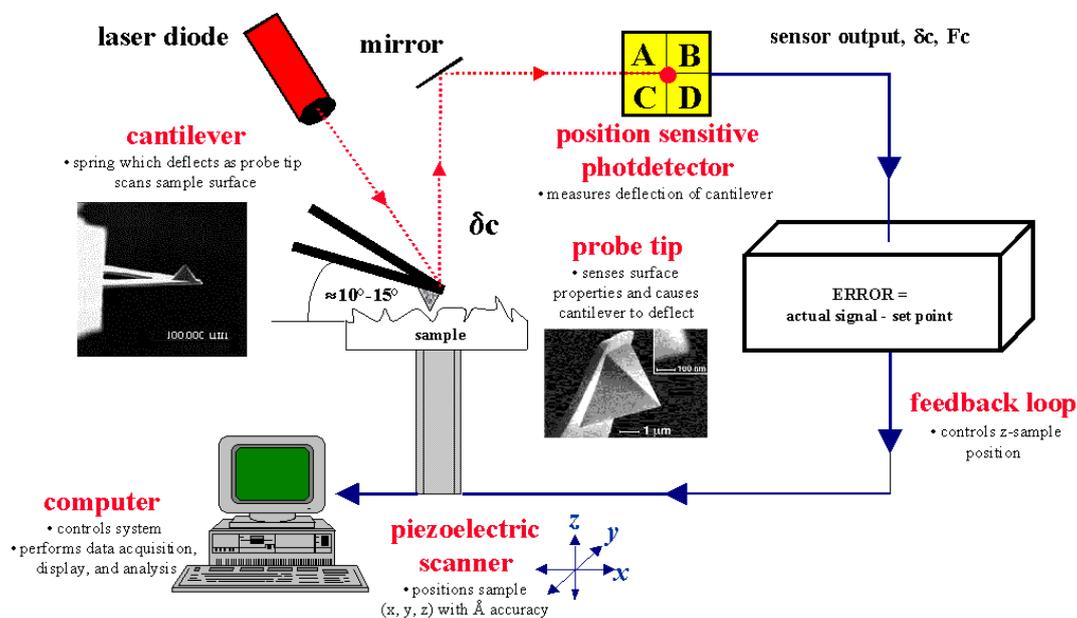 laser diode
mirror
A B
C D
sensor output, δc, Fc
cantilever
• spring which deflects as probe tip
scans sample surface
position sensitive
photdetector
• measures deflection of cantilever
δc
probe tip
• senses surface
properties and causes
cantilever to deflect
≈10°-15°
sample
100.00C µm
100 nm
1 µm
ERROR =
actual signal - set point
feedback loop
• controls z-sample
position
computer
• controls system
• performs data acquisition,
display, and analysis
piezoelectric
scanner
• positions sample
(x, y, z) with Å accuracy
z
y
x